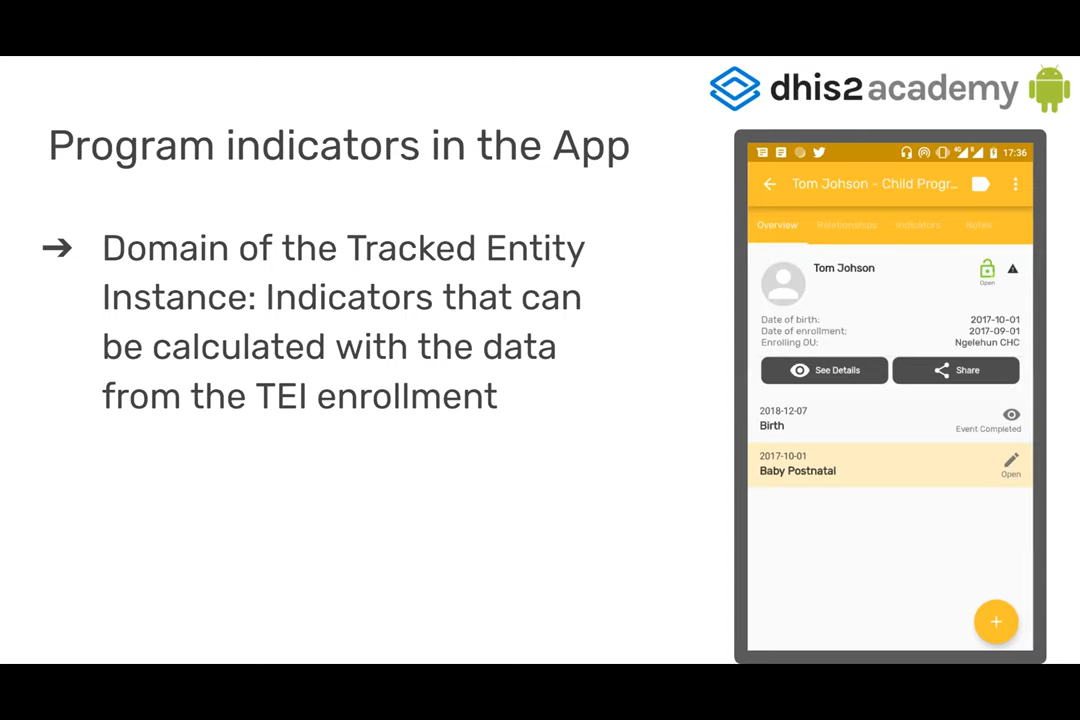 dhis2 academy
Program indicators in the App
➔ Domain of the Tracked Entity
Instance: Indicators that can
be calculated with the data
from the TEI enrollment
17:36
Tom Johson - Child Progr...
Overview Relationships Indicators Notes
Tom Johson
Open
Date of birth: 2017-10-01
Date of enrollment: 2017-09-01
Enrolling OU: Ngelehun CHC
See Details Share
2018-12-07
Birth
Event Completed
2017-10-01
Baby Postnatal
Open
+